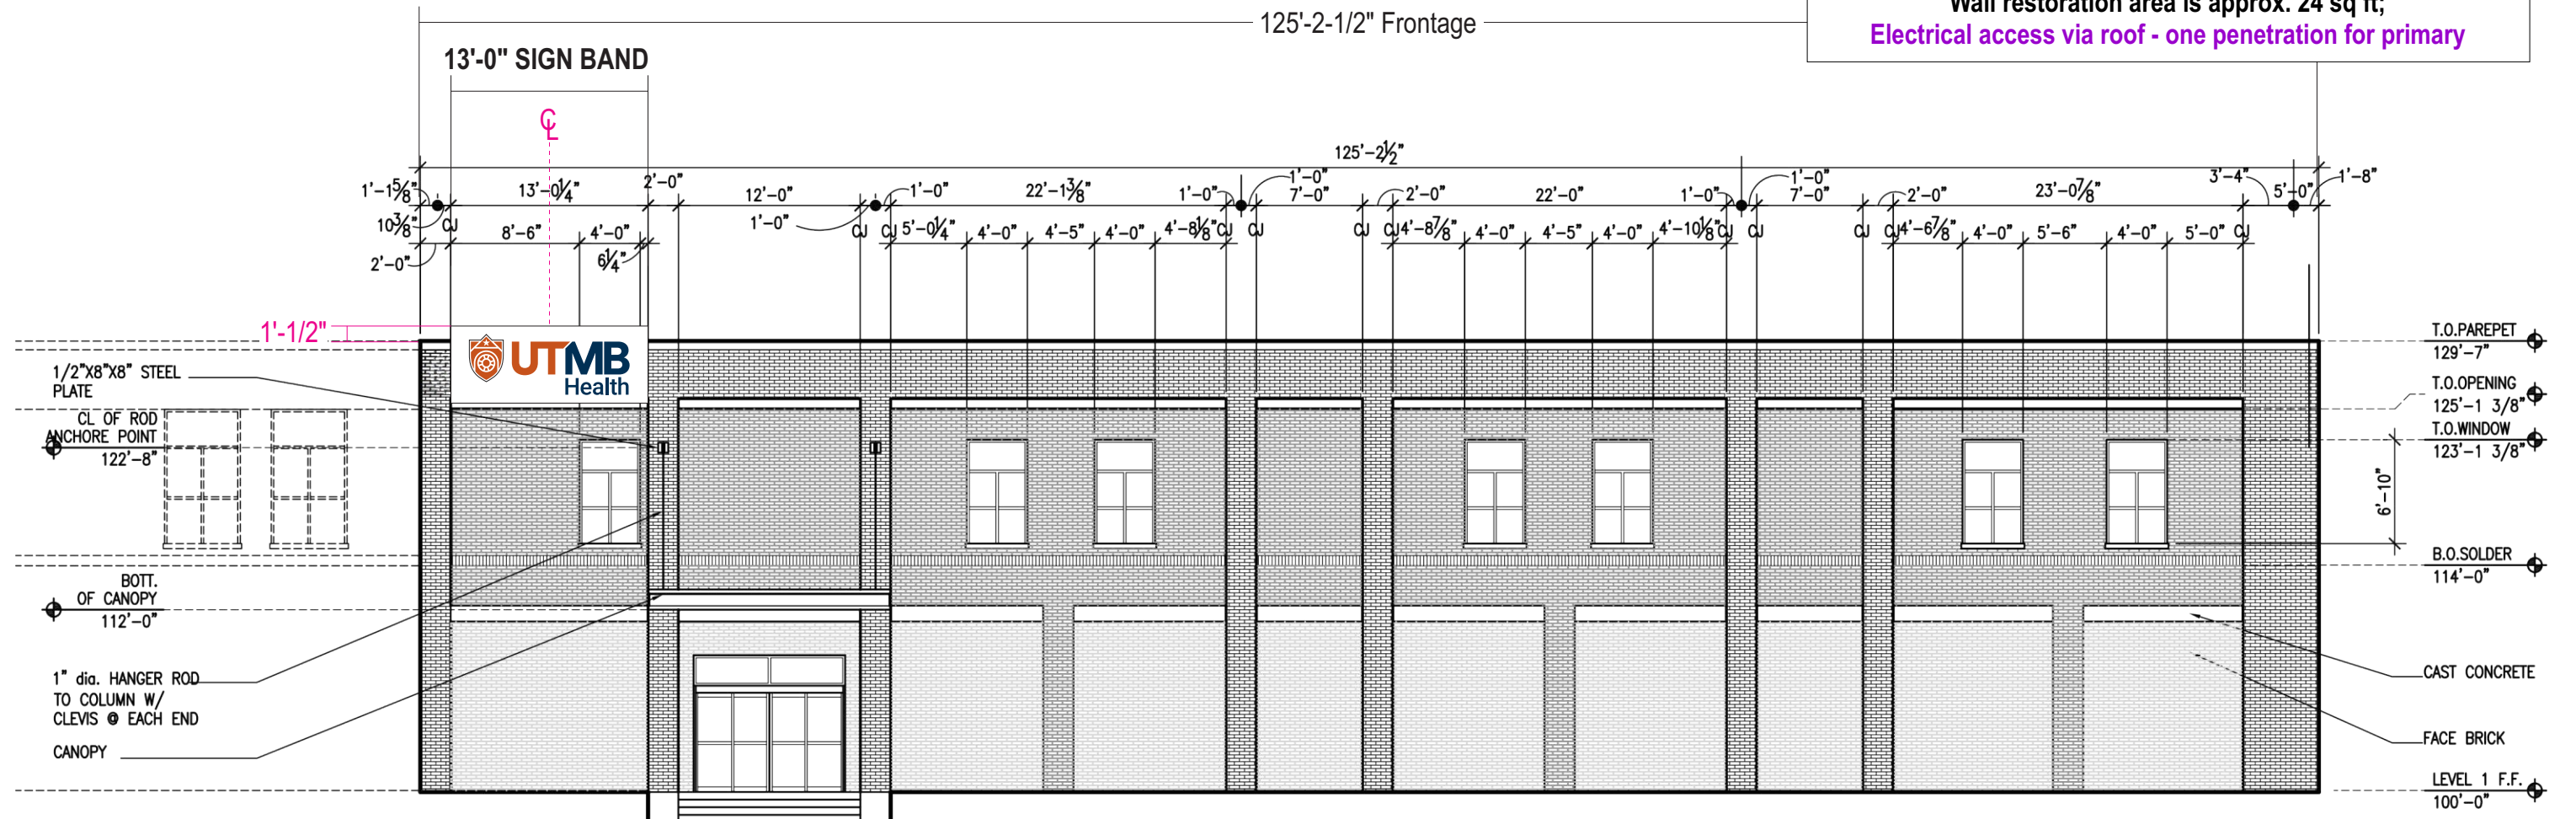 Wall restoration area is approx. 24 sq ft;
Electrical access via roof - one penetration for primary
125'-2-1/2" Frontage
13'-0" SIGN BAND
CL
125'-2½"
1'-1⅝"
13'-0¼"
2'-0"
12'-0"
1'-0"
22'-1⅜"
1'-0"
1'-0"
7'-0"
2'-0"
22'-0"
1'-0"
1'-0"
7'-0"
2'-0"
23'-0⅞"
3'-4"
5'-0"
1'-8"
10⅜"
CJ
8'-6"
4'-0"
1'-0"
CJ
CJ
5'-0¼"
4'-0"
4'-5"
4'-0"
4'-8⅛"
CJ
CJ
CJ
4'-8⅞"
4'-0"
4'-5"
4'-0"
4'-10⅛"
CJ
CJ
CJ
4'-6⅞"
4'-0"
5'-6"
4'-0"
5'-0"
CJ
2'-0"
6¼"
1'-1/2"
UTMB
Health
1/2"X8"X8" STEEL
PLATE
CL OF ROD
ANCHORE POINT
122'-8"
BOTT.
OF CANOPY
112'-0"
1" dia. HANGER ROD
TO COLUMN W/
CLEVIS @ EACH END
CANOPY
T.O.PAREPET
129'-7"
T.O.OPENING
125'-1 3/8"
T.O.WINDOW
123'-1 3/8"
6'-10"
B.O.SOLDER
114'-0"
CAST CONCRETE
FACE BRICK
LEVEL 1 F.F.
100'-0"